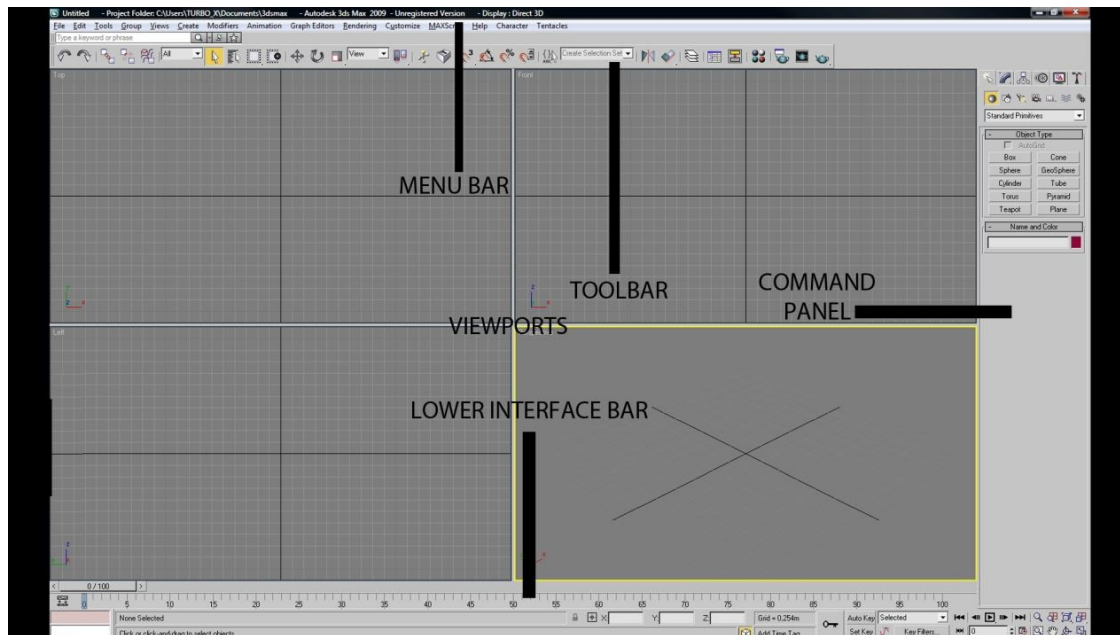 Untitled - Project Folder: C:\Users\TURBO_X\Documents\3dsmax - Autodesk 3ds Max 2009 - Unregistered Version - Display : Direct 3D
File Edit Tools Group Views Create Modifiers Animation Graph Editors Rendering Customize MAXScr Help Character Tentacles
Type a keyword or phrase
All View Create Selection Set
Top Front
Standard Primitives
- Object Type
AutoGrid
Box Cone
Sphere GeoSphere
Cylinder Tube
Torus Pyramid
Teapot Plane
- Name and Color
MENU BAR
TOOLBAR
COMMAND
PANEL
VIEWPORTS
Left
LOWER INTERFACE BAR
0 / 100
0 5 10 15 20 25 30 35 40 45 50 55 60 65 70 75 80 85 90 95 100
None Selected X: Y: Z: Grid = 0,254m Auto Key Selected
Click or click-and-drag to select objects Add Time Tag Set Key Key Filters... 0